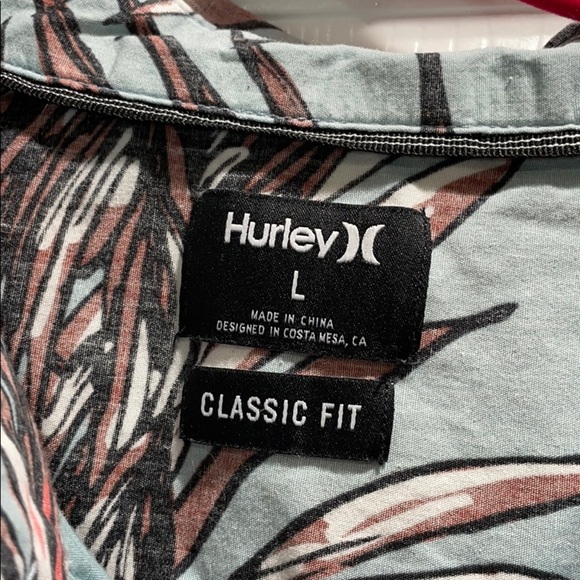 Hurley
L
MADE IN CHINA
DESIGNED IN COSTA MESA, CA
CLASSIC FIT